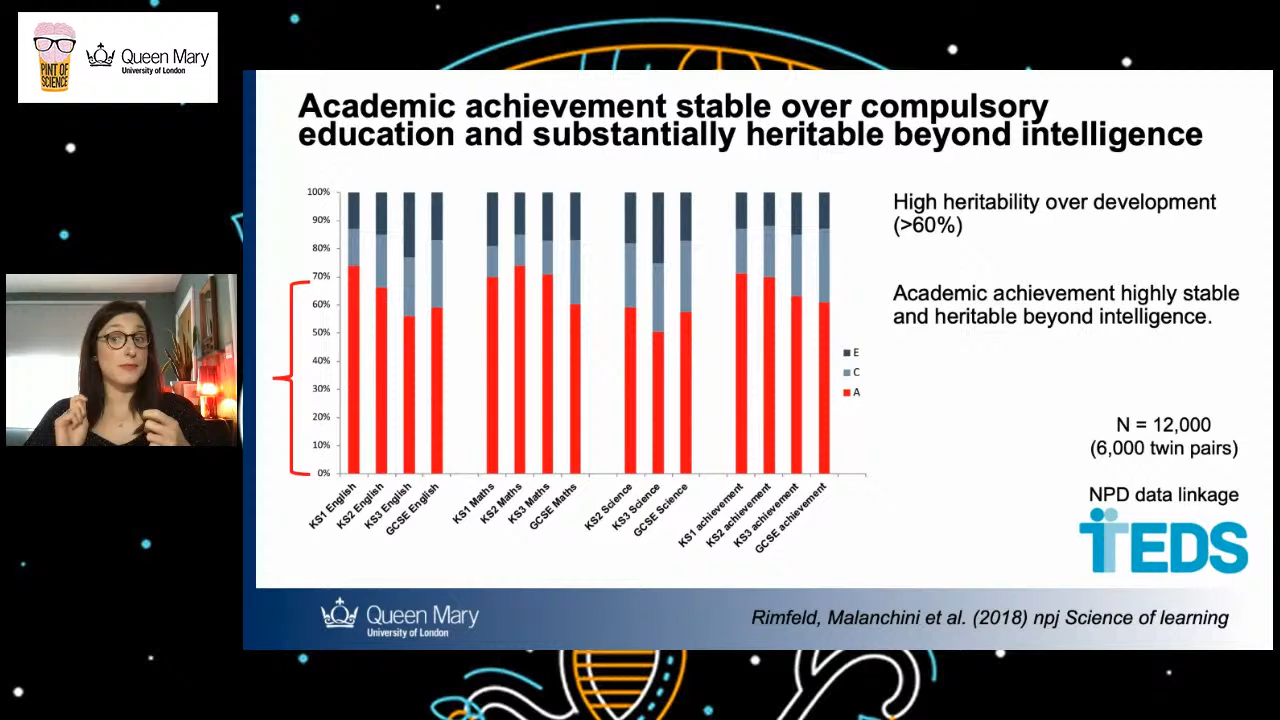 PINT OF
SCIENCE
Queen Mary
University of London
Academic achievement stable over compulsory
education and substantially heritable beyond intelligence
100%
90%
80%
70%
60%
50%
40%
30%
20%
10%
0%
KS1 English
KS2 English
KS3 English
GCSE English
KS1 Maths
KS2 Maths
KS3 Maths
GCSE Maths
KS2 Science
KS3 Science
GCSE Science
KS1 achievement
KS2 achievement
KS3 achievement
GCSE achievement
E
C
A
High heritability over development
(>60%)
Academic achievement highly stable
and heritable beyond intelligence.
N = 12,000
(6,000 twin pairs)
NPD data linkage
TEDS
Queen Mary
University of London
Rimfeld, Malanchini et al. (2018) npj Science of learning